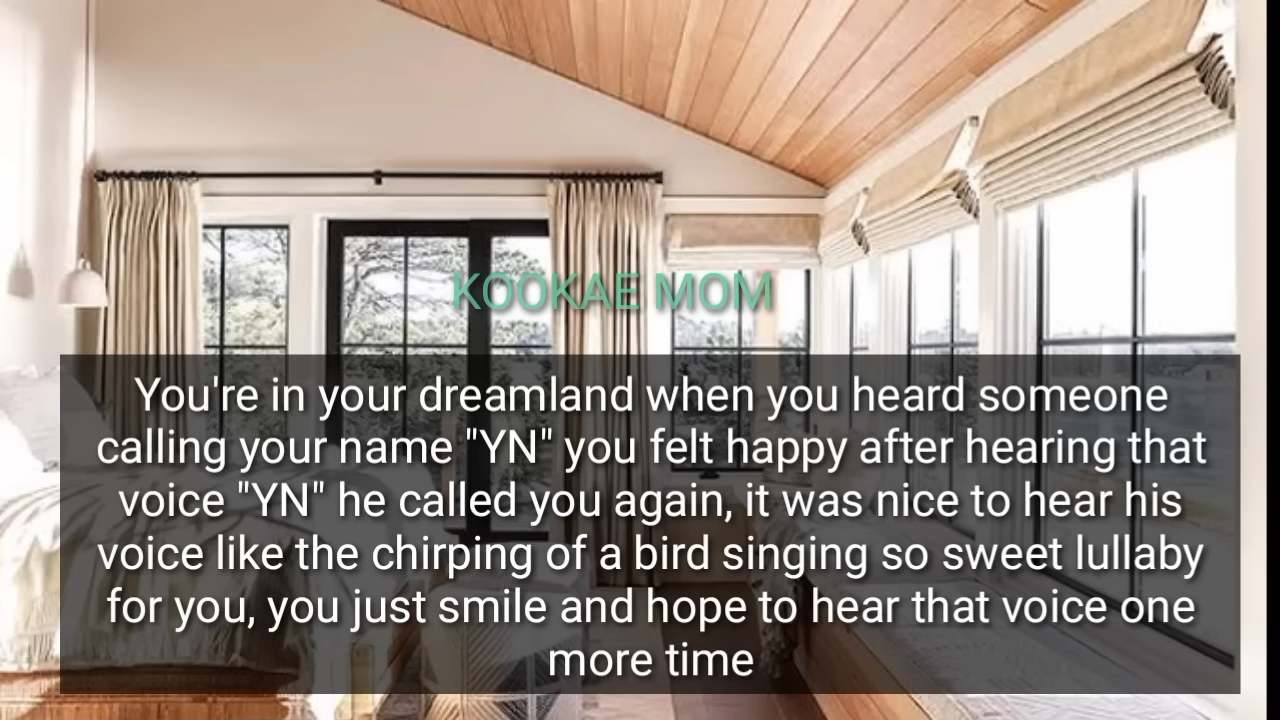 KOOKAE MOM
You're in your dreamland when you heard someone
calling your name "YN" you felt happy after hearing that
voice "YN" he called you again, it was nice to hear his
voice like the chirping of a bird singing so sweet lullaby
for you, you just smile and hope to hear that voice one
more time